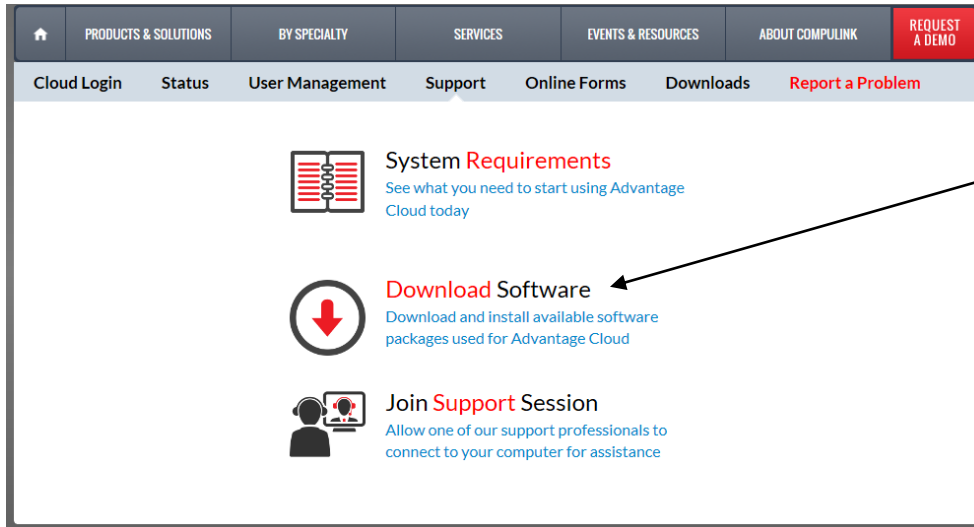 PRODUCTS & SOLUTIONS BY SPECIALTY SERVICES EVENTS & RESOURCES ABOUT COMPULINK REQUEST
A DEMO
Cloud Login Status User Management Support Online Forms Downloads Report a Problem
System Requirements
See what you need to start using Advantage
Cloud today
Download Software
Download and install available software
packages used for Advantage Cloud
Join Support Session
Allow one of our support professionals to
connect to your computer for assistance